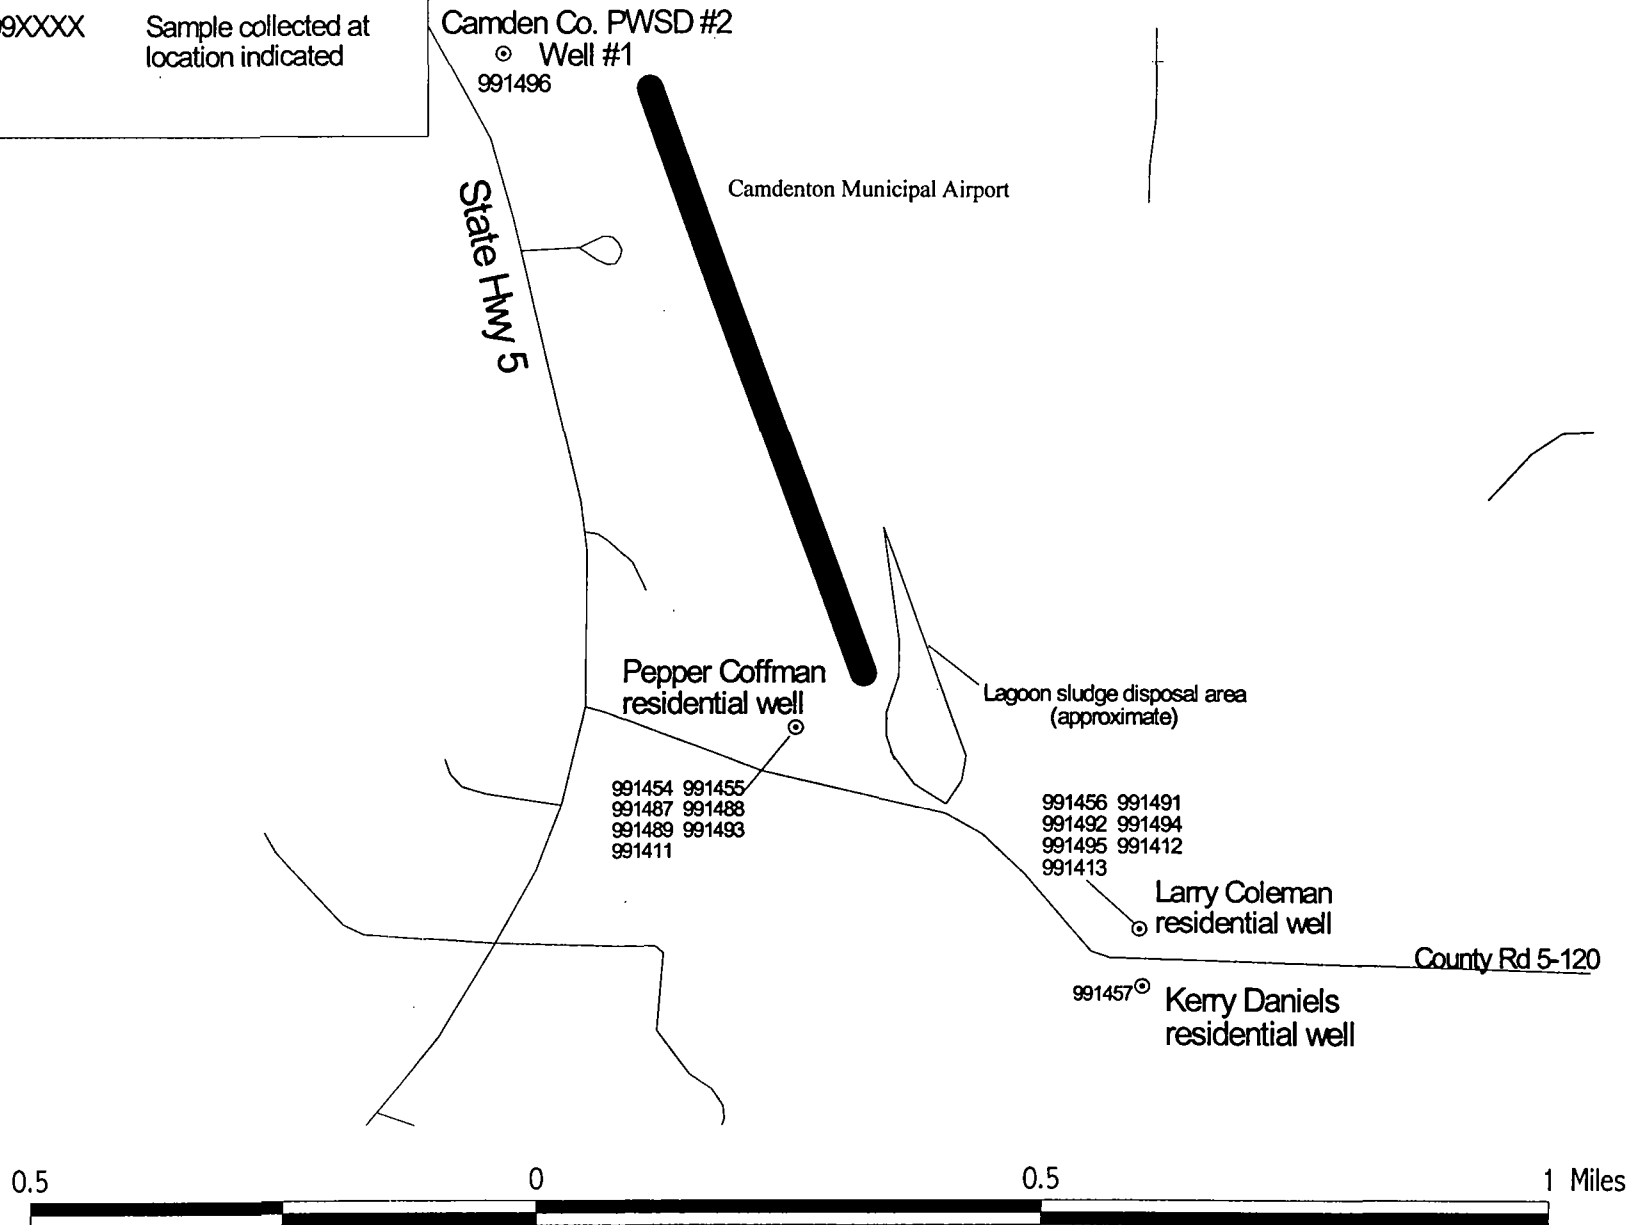 9XXXX Sample collected at
location indicated
Camden Co. PWSD #2
Well #1
991496
State Hwy 5
Camdenton Municipal Airport
Pepper Coffman
residential well
Lagoon sludge disposal area
(approximate)
991454 991455
991487 991488
991489 991493
991411
991456 991491
991492 991494
991495 991412
991413
Larry Coleman
residential well
County Rd 5-120
991457
Kerry Daniels
residential well
0.5 0 0.5 1 Miles